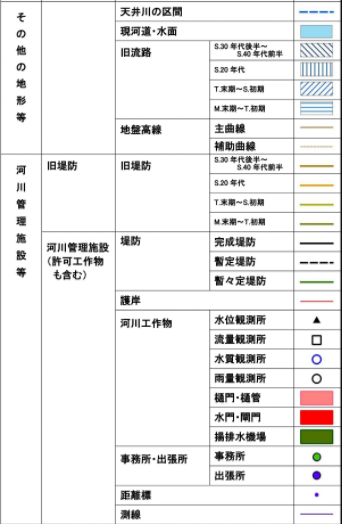 その他の地形等
天井川の区間
現河道・水面
旧流路
S.30 年代後半～
S.40 年代前半
S.20 年代
T.末期～S.初期
M.末期～T.初期
地盤高線
主曲線
補助曲線
河川管理施設等
旧堤防
旧堤防
S.30 年代後半～
S.40 年代前半
S.20 年代
T.末期～S.初期
M.末期～T.初期
河川管理施設
（許可工作物
も含む）
堤防
完成堤防
暫定堤防
暫々定堤防
護岸
河川工作物
水位観測所
流量観測所
水質観測所
雨量観測所
樋門・樋管
水門・閘門
揚排水機場
事務所・出張所
事務所
出張所
距離標
測線